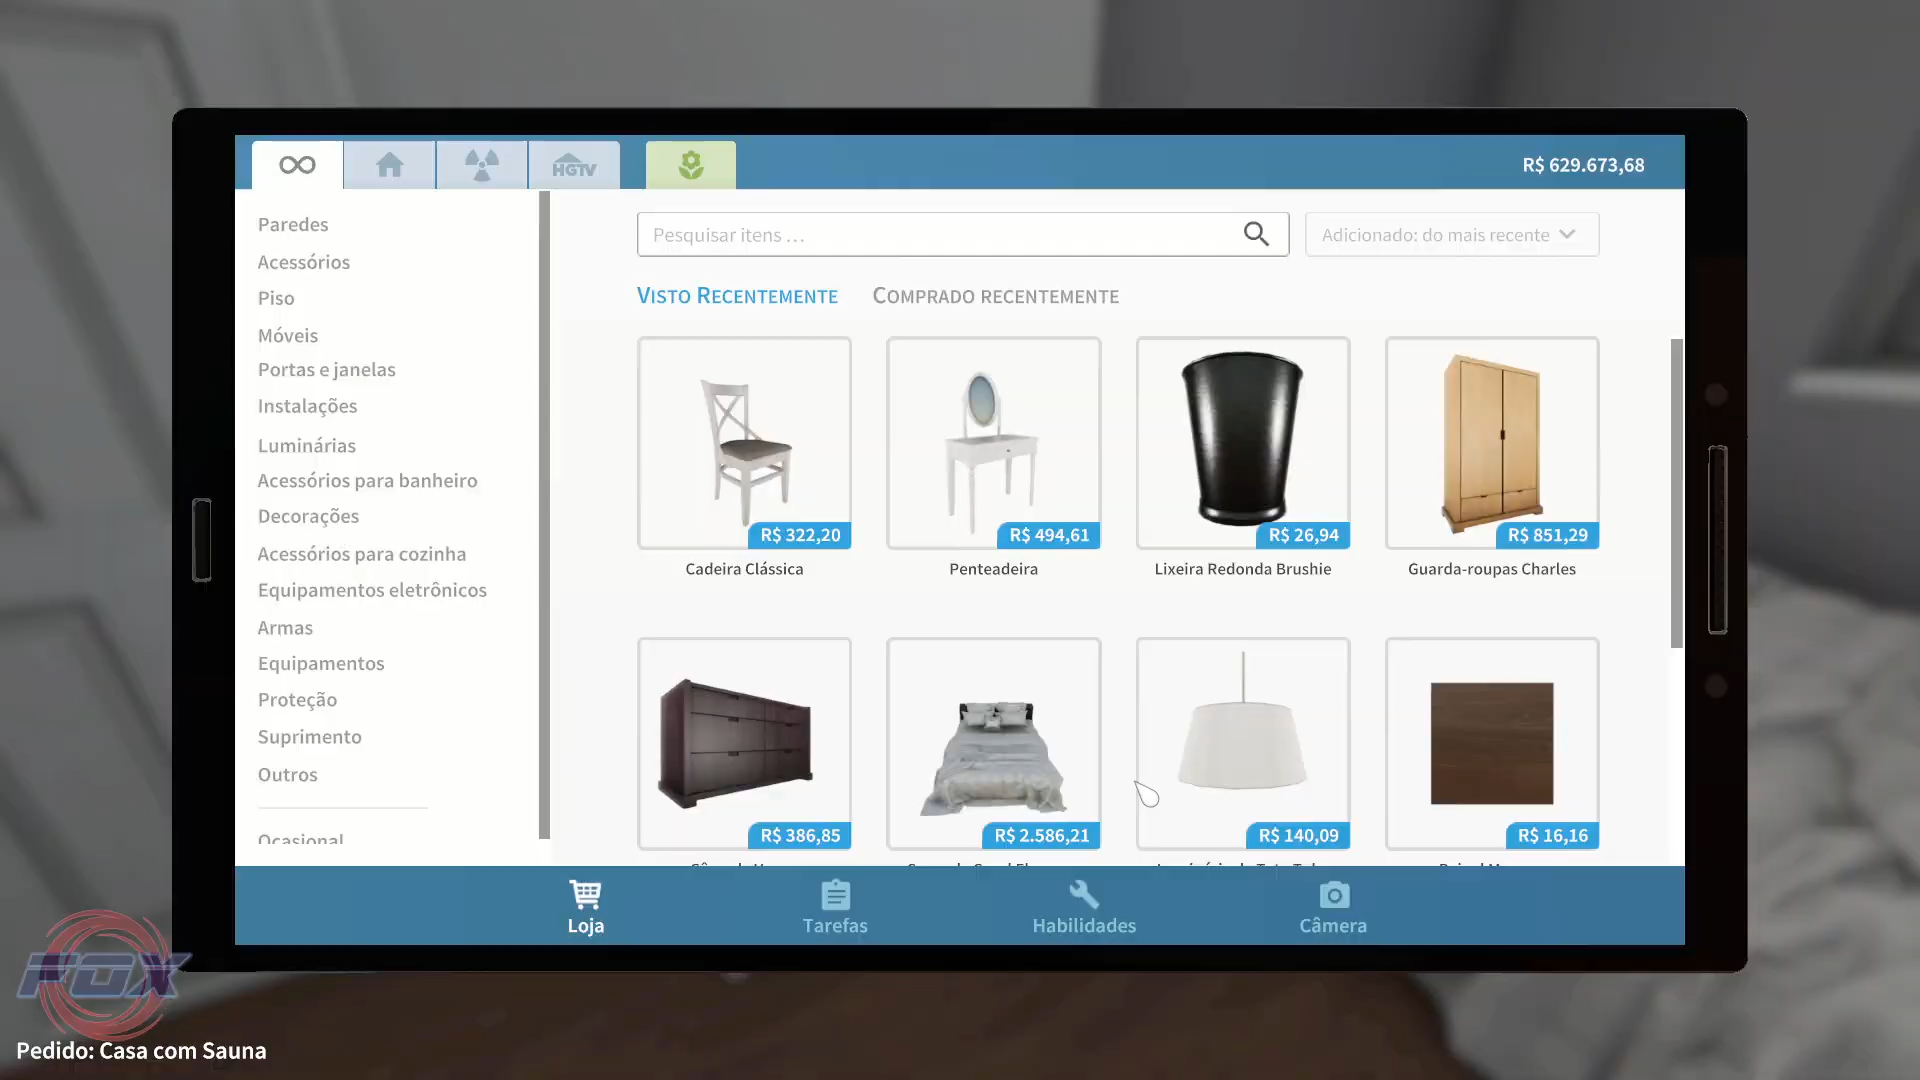 HGTV
R$ 629.673,68
Paredes
Acessórios
Piso
Móveis
Portas e janelas
Instalações
Luminárias
Acessórios para banheiro
Decorações
Acessórios para cozinha
Equipamentos eletrônicos
Armas
Equipamentos
Proteção
Suprimento
Outros
Ocasional
Pesquisar itens ...
Adicionado: do mais recente
VISTO RECENTEMENTE
COMPRADO RECENTEMENTE
R$ 322,20
R$ 494,61
R$ 26,94
R$ 851,29
Cadeira Clássica
Penteadeira
Lixeira Redonda Brushie
Guarda-roupas Charles
R$ 386,85
R$ 2.586,21
R$ 140,09
R$ 16,16
Loja
Tarefas
Habilidades
Câmera
FOX
Pedido: Casa com Sauna